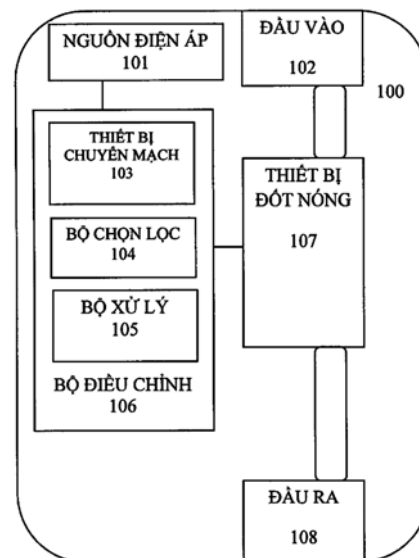 NGUỒN ĐIỆN ÁP
101
ĐẦU VÀO
102
100
THIẾT BỊ
CHUYỂN MẠCH
103
BỘ CHỌN LỌC
104
BỘ XỬ LÝ
105
BỘ ĐIỀU CHỈNH
106
THIẾT BỊ
ĐỐT NÓNG
107
ĐẦU RA
108